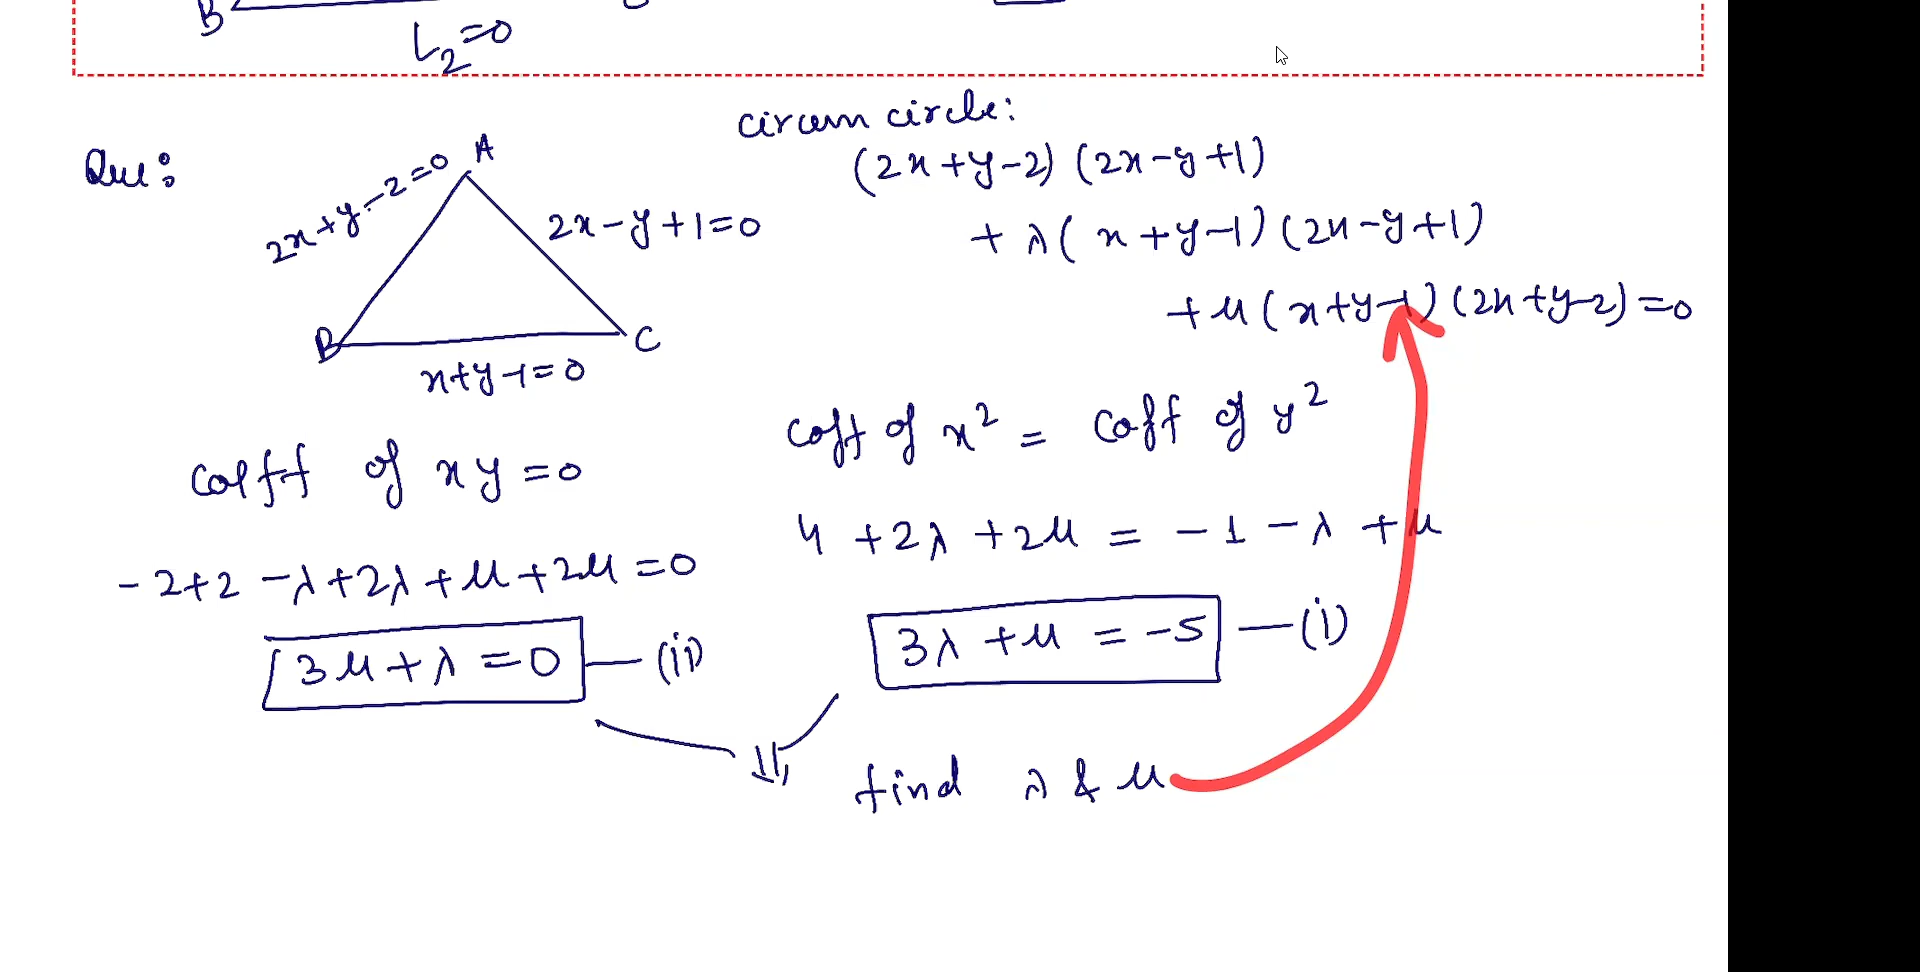 B
L₂=0
Que:
A
2x+y-2=0
2x-y+1=0
B
C
x+y-1=0
circum circle:
(2x+y-2) (2x-y+1)
+ λ( x+y-1) (2x-y+1)
+ μ ( x+y-1) (2x+y-2) =0
Coff of x² = Coff of y²
4 +2λ +2μ = -1 -λ +μ
3λ +μ = -5 —(i)
Coeff of xy =0
-2+2 -λ+2λ+μ+2μ =0
3μ+λ =0 —(ii)
find λ & μ